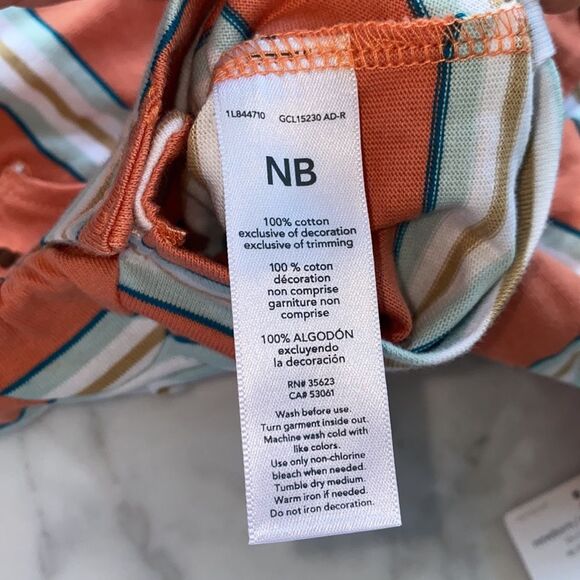 1L844710 GCL15230 AD-R
NB
100% cotton
exclusive of decoration
exclusive of trimming
100 % coton
décoration
non comprise
garniture non
comprise
100% ALGODÓN
excluyendo
la decoración
RN# 35623
CA# 53061
Wash before use.
Turn garment inside out.
Machine wash cold with
like colors.
Use only non-chlorine
bleach when needed.
Tumble dry medium.
Warm iron if needed.
Do not iron decoration.